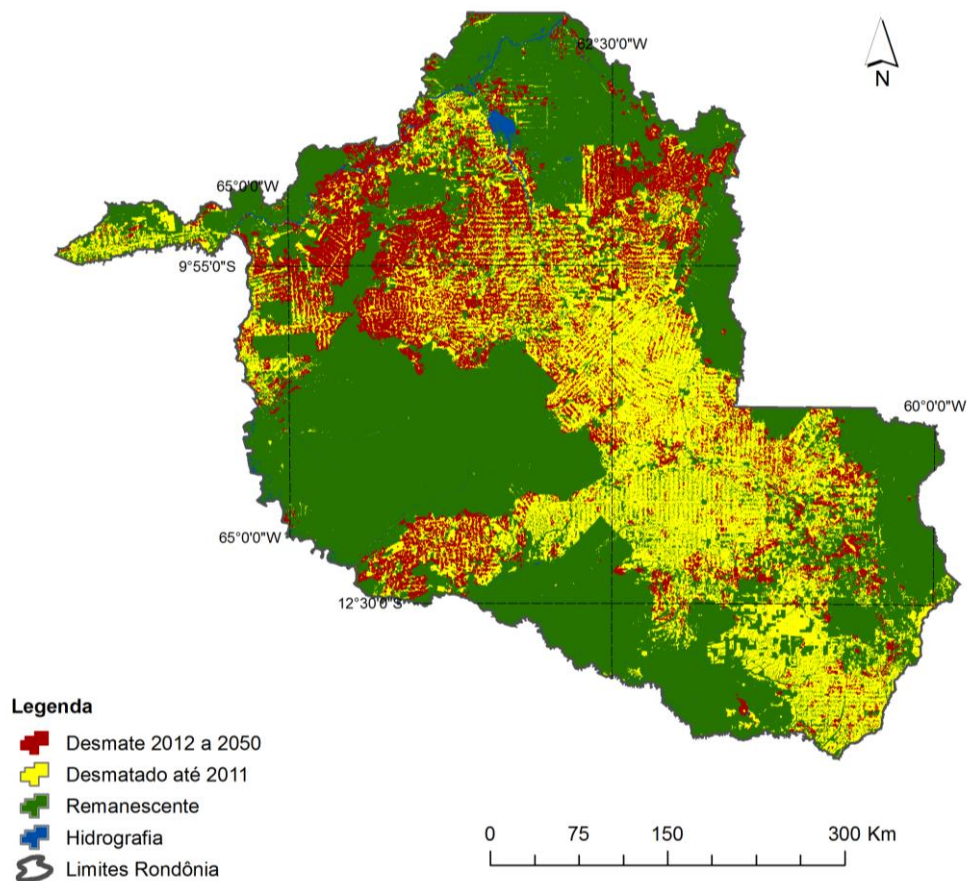 62°30'0"W
N
65°0'0"W
9°55'0"S
60°0'0"W
65°0'0"W
12°30'0"S
Legenda
Desmate 2012 a 2050
Desmatado até 2011
Remanescente
Hidrografia
Limites Rondônia
0 75 150 300 Km